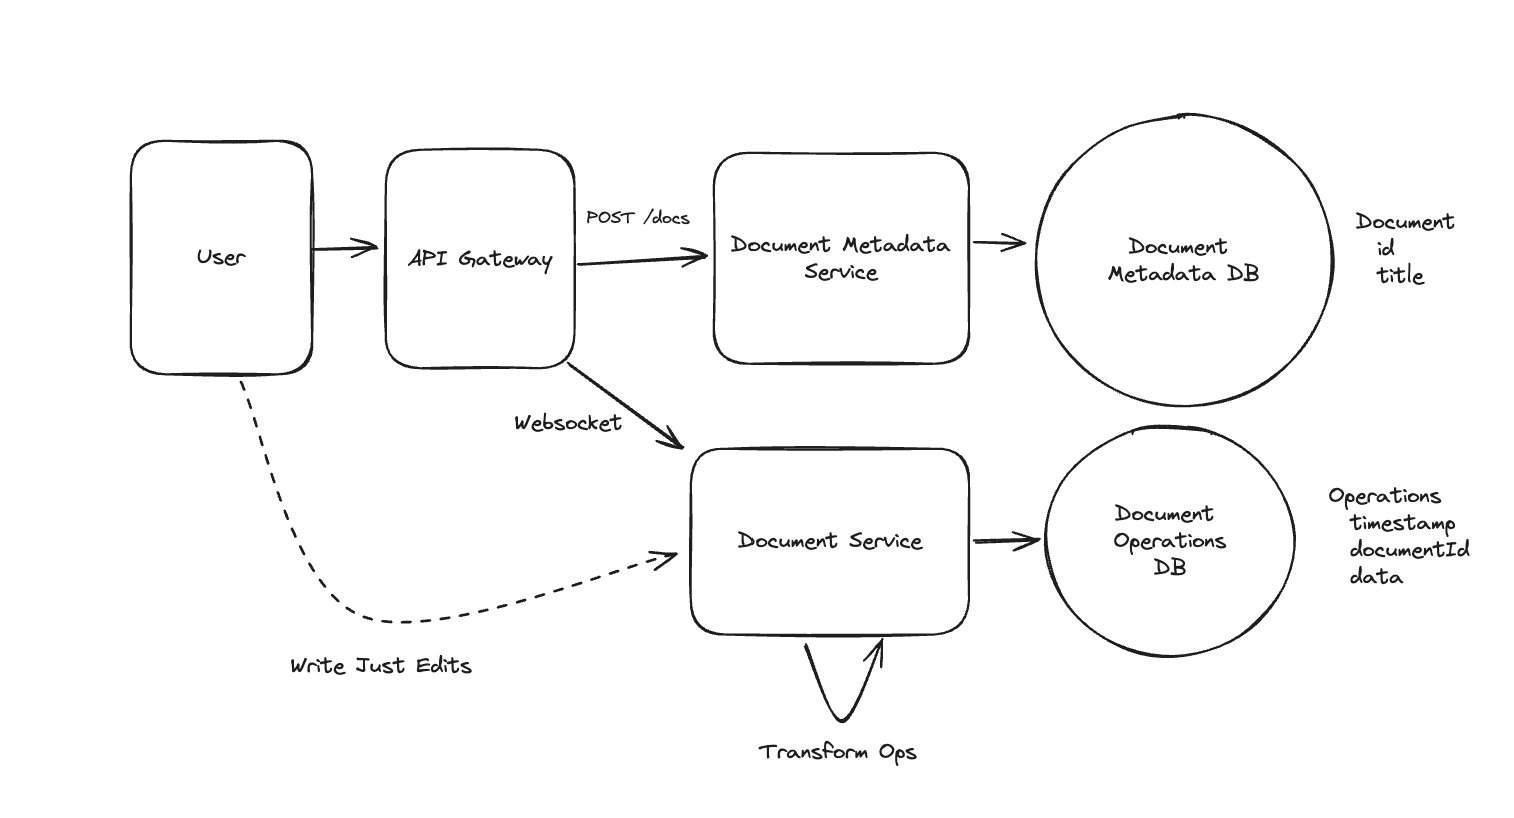 User
API Gateway
POST /docs
Document Metadata
Service
Document
Metadata DB
Document
id
title
Websocket
Document Service
Document
Operations
DB
Operations
timestamp
documentId
data
Write Just Edits
Transform Ops